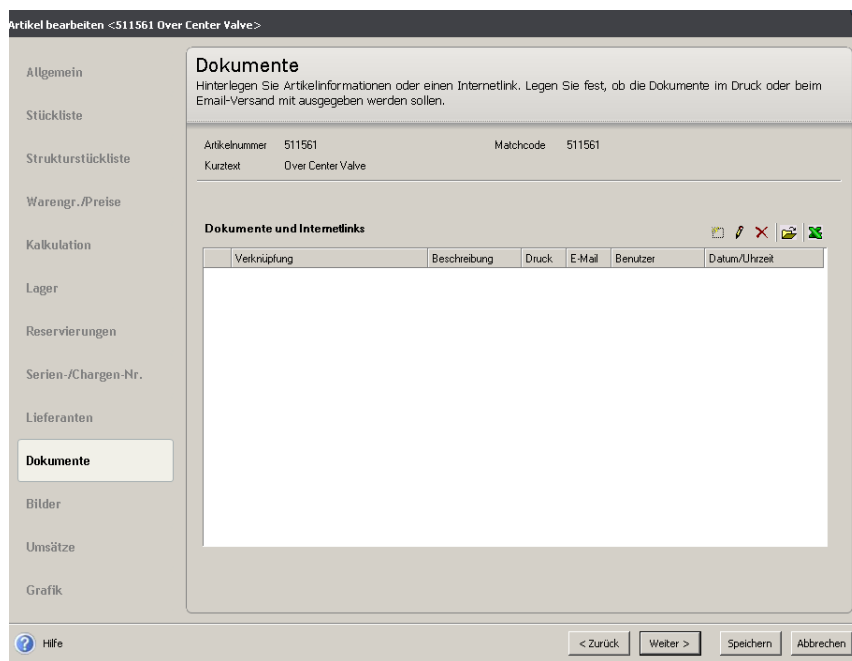 Artikel bearbeiten <511561 Over Center Valve>
Allgemein
Stückliste
Strukturstückliste
Warengr./Preise
Kalkulation
Lager
Reservierungen
Serien-/Chargen-Nr.
Lieferanten
Dokumente
Bilder
Umsätze
Grafik
Dokumente
Hinterlegen Sie Artikelinformationen oder einen Internetlink. Legen Sie fest, ob die Dokumente im Druck oder beim
Email-Versand mit ausgegeben werden sollen.
Artikelnummer 511561 Matchcode 511561
Kurztext Over Center Valve
Dokumente und Internetlinks
Verknüpfung Beschreibung Druck E-Mail Benutzer Datum/Uhrzeit
Hilfe < Zurück Weiter > Speichern Abbrechen